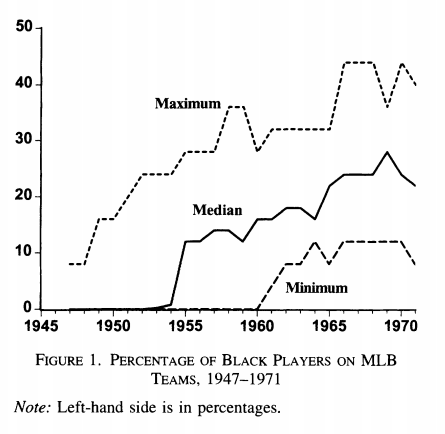 50
40
Maximum
30
20
Median
10
Minimum
0
1945 1950 1955 1960 1965 1970
FIGURE 1. PERCENTAGE OF BLACK PLAYERS ON MLB
TEAMS, 1947–1971
Note: Left-hand side is in percentages.